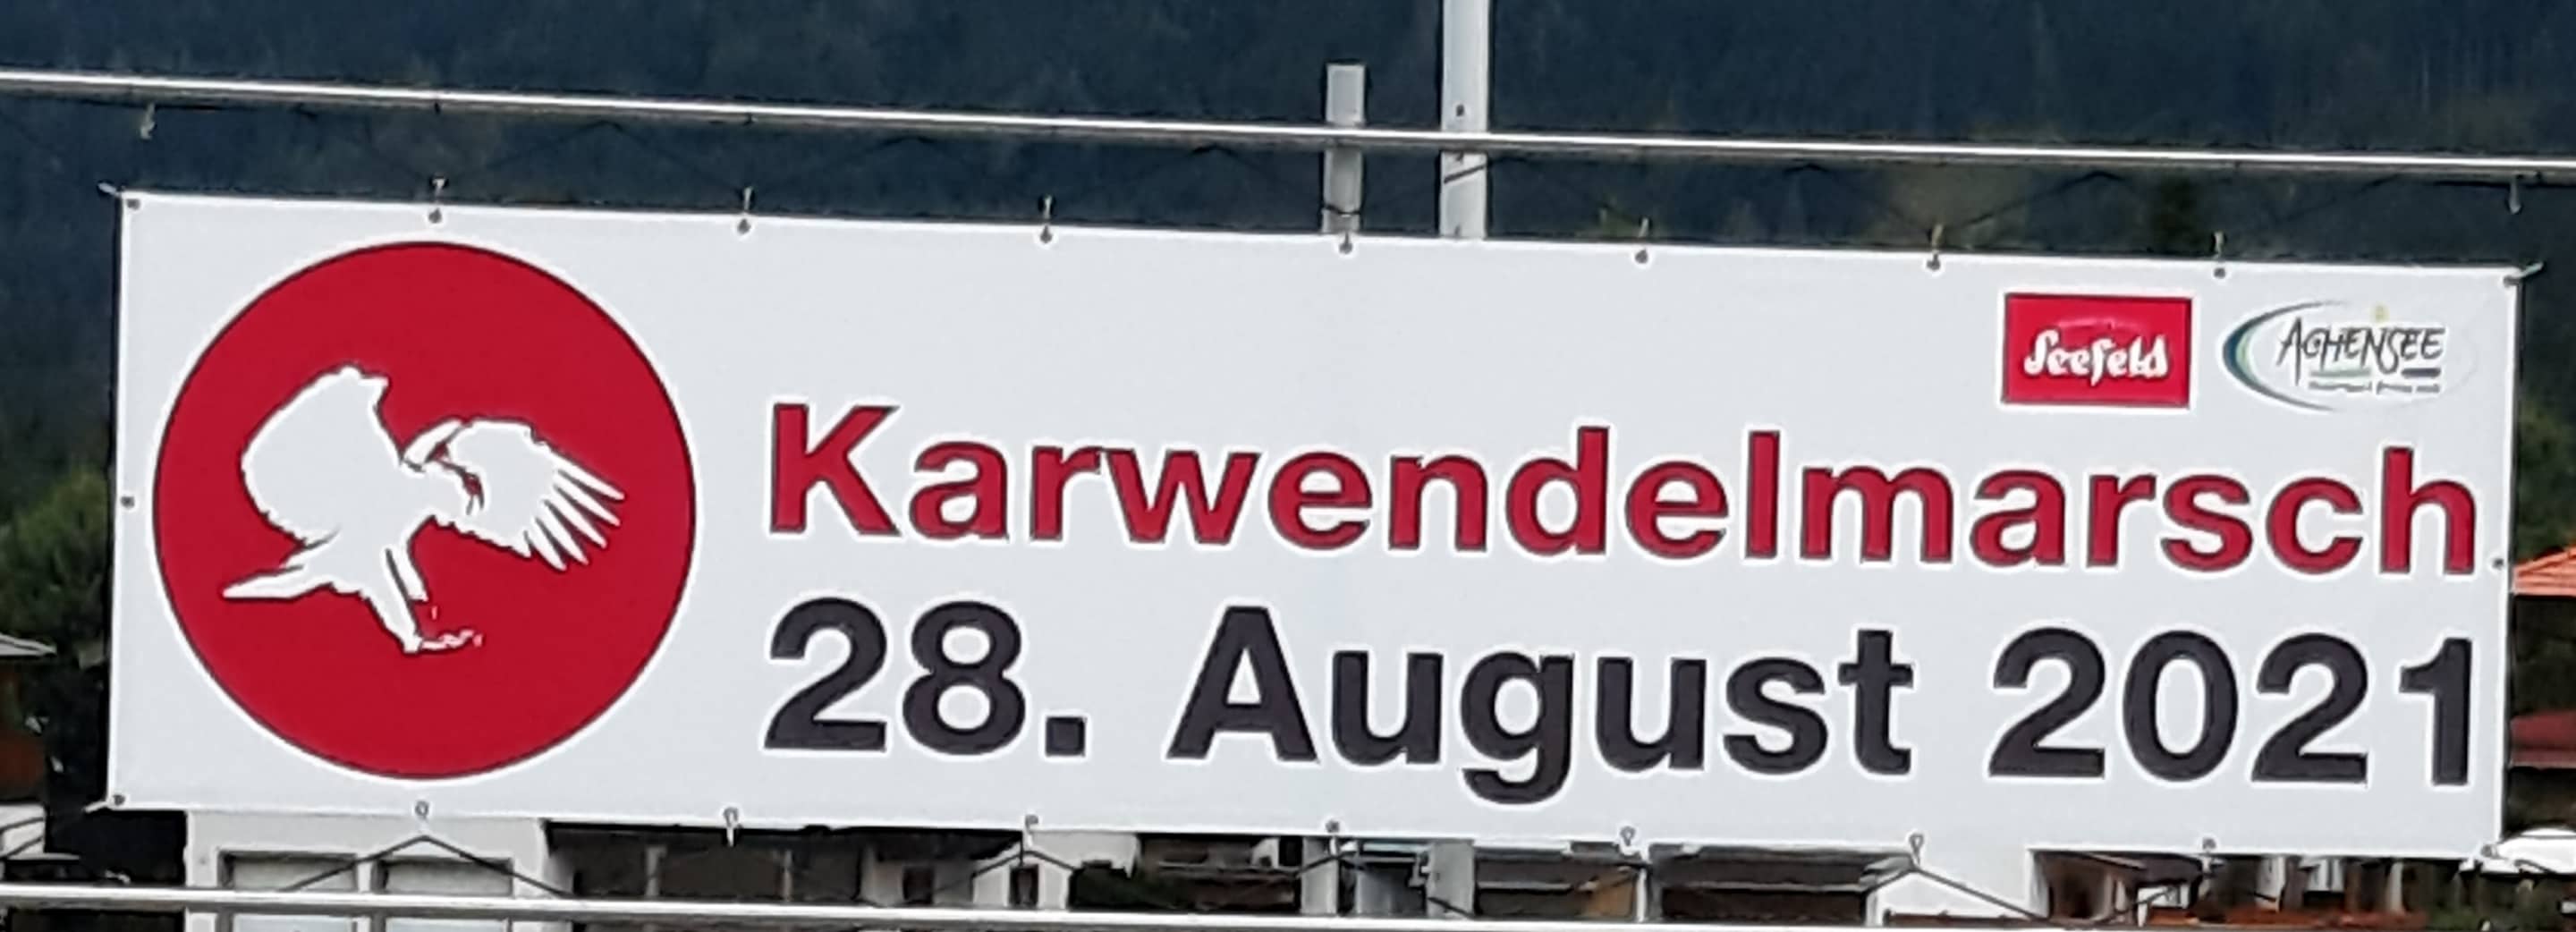 Seefeld
ACHENSEE
Karwendelmarsch
28. August 2021